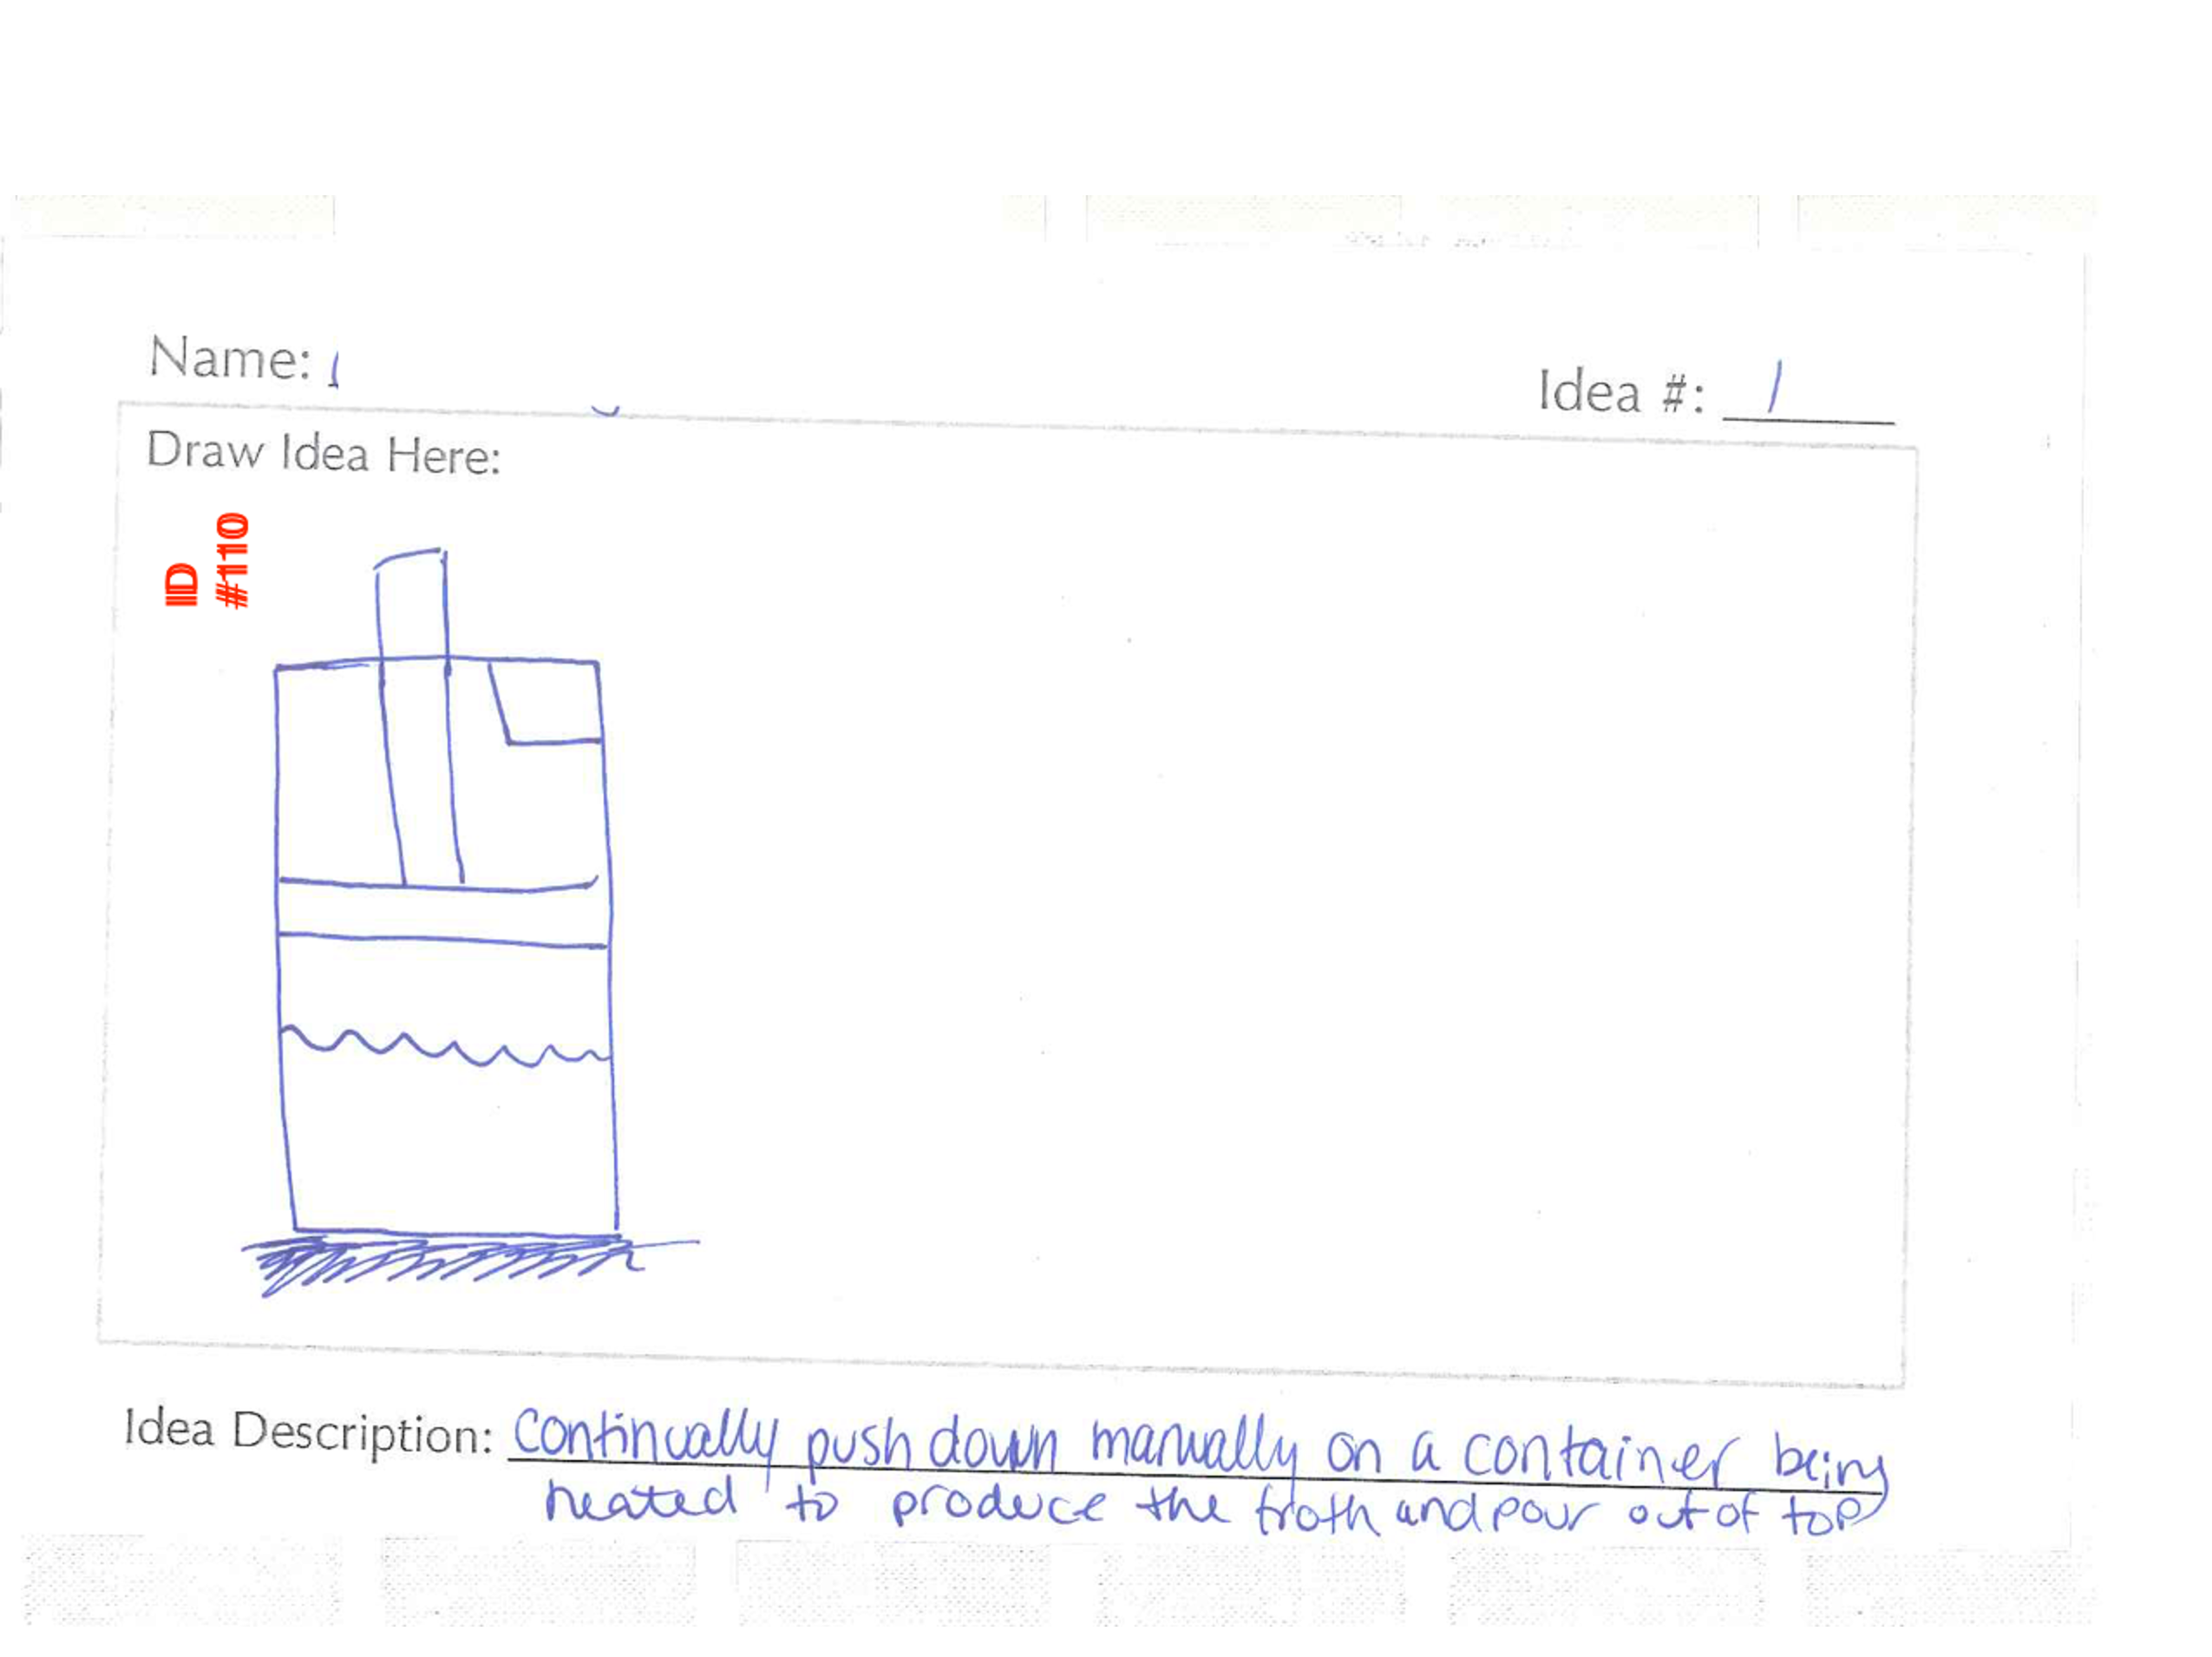 Name:
Idea #: 1
Draw Idea Here:
ID
#110
Idea Description: Continually push down manually on a container being
heated to produce the froth and pour out of top